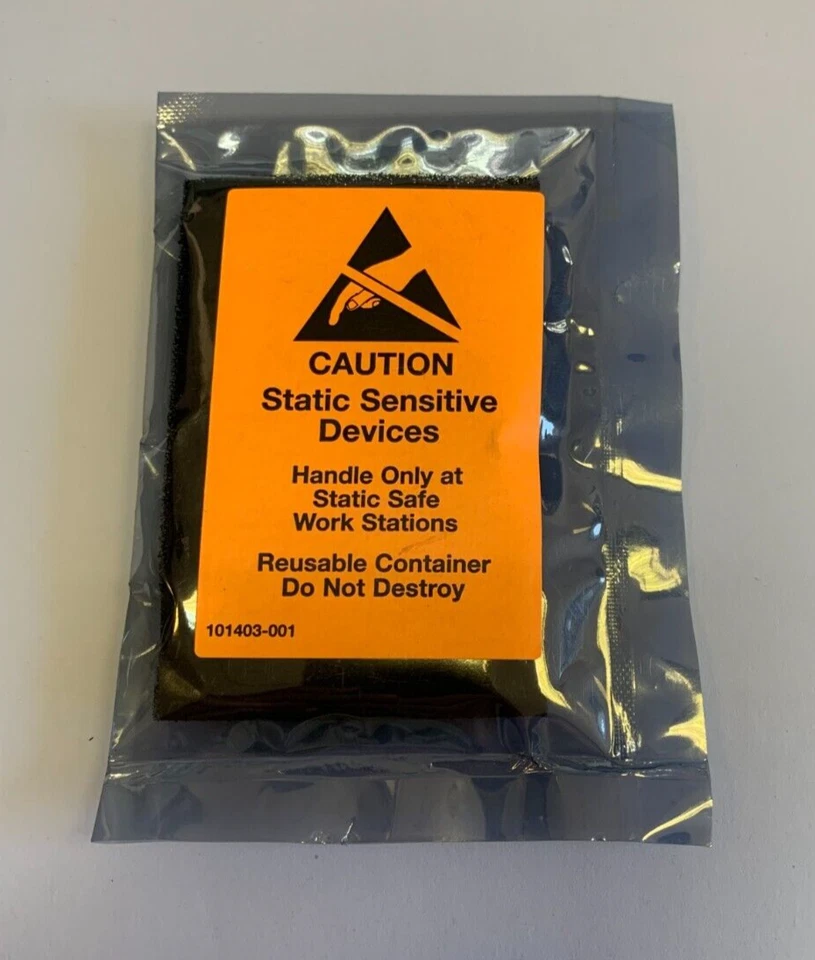 CAUTION
Static Sensitive
Devices
Handle Only at
Static Safe
Work Stations
Reusable Container
Do Not Destroy
101403-001